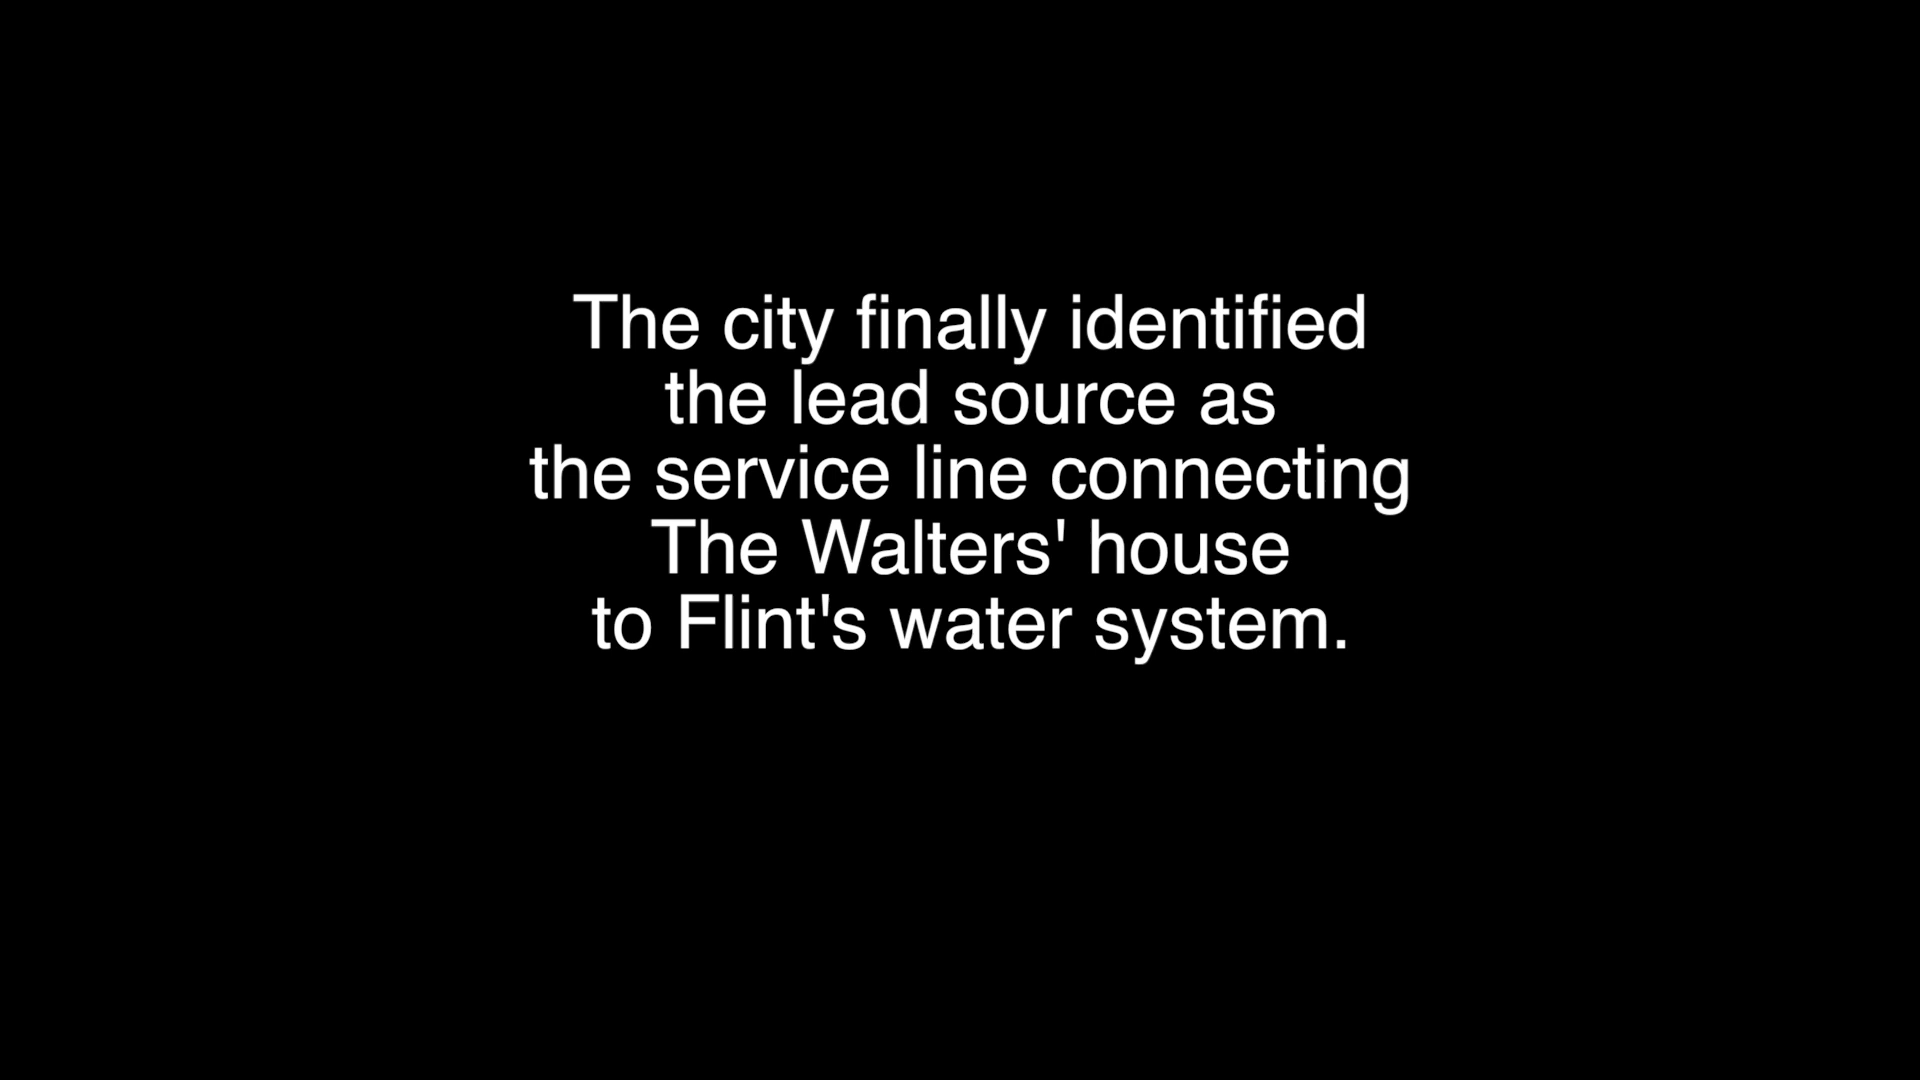 The city finally identified
the lead source as
the service line connecting
The Walters' house
to Flint's water system.